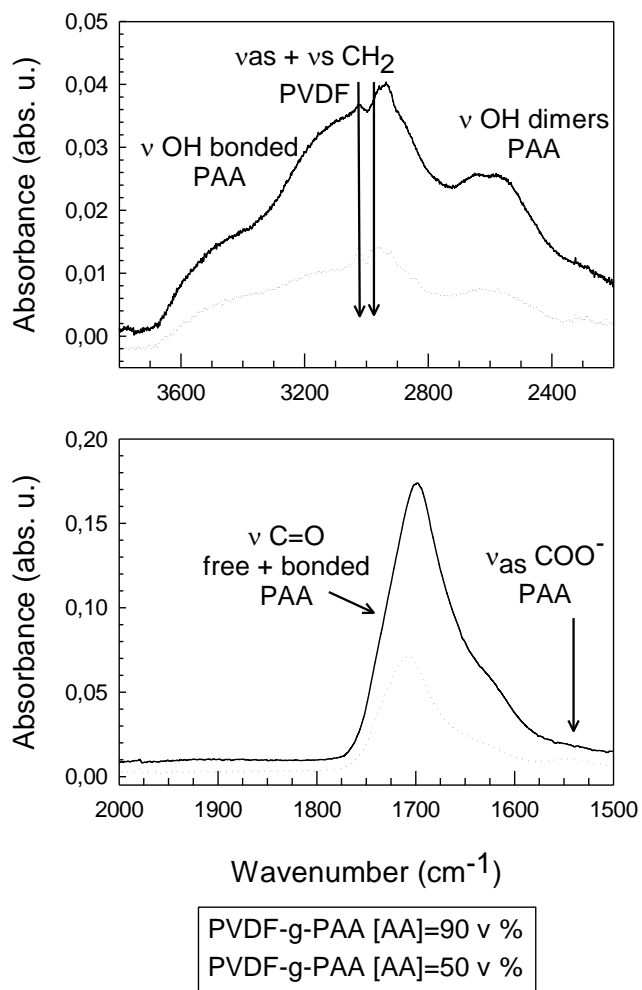 0,05
0,04
0,03
0,02
0,01
0,00
Absorbance (abs. u.)
νas + νs CH2
PVDF
ν OH bonded
PAA
ν OH dimers
PAA
3600 3200 2800 2400
0,20
0,15
0,10
0,05
0,00
Absorbance (abs. u.)
ν C=O
free + bonded
PAA
νas COO-
PAA
2000 1900 1800 1700 1600 1500
Wavenumber (cm-1)
PVDF-g-PAA [AA]=90 v %
PVDF-g-PAA [AA]=50 v %